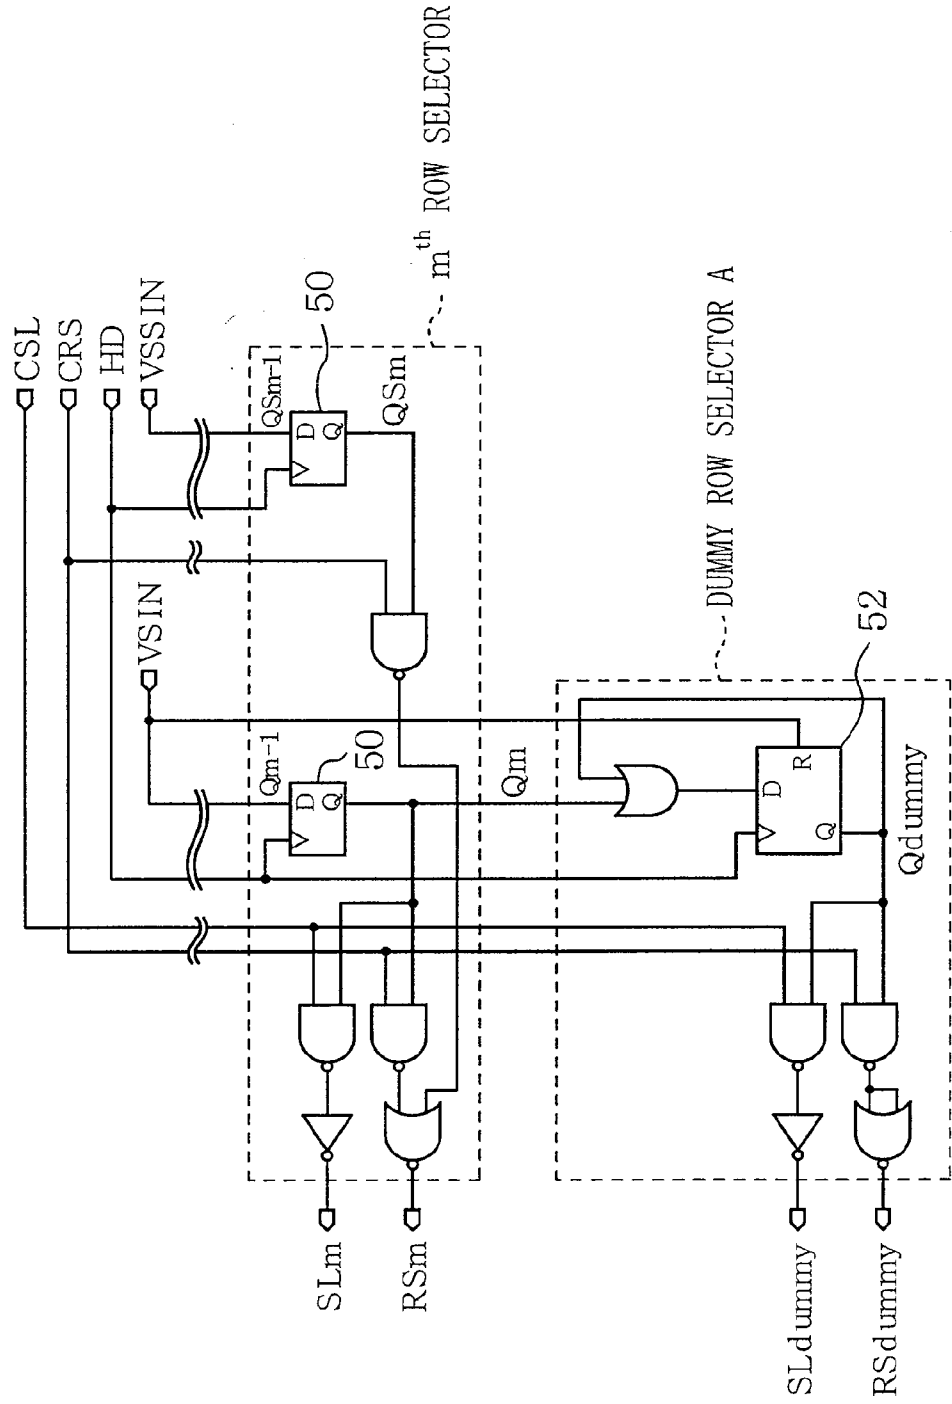 CSL
CRS
HD
VSSIN
VSIN
QSm-1
50
D
Q
QSm
mth ROW SELECTOR
Qm-1
50
D
Q
Qm
DUMMY ROW SELECTOR A
52
D
R
Q
Qdummy
SLm
RSm
SLdummy
RSdummy